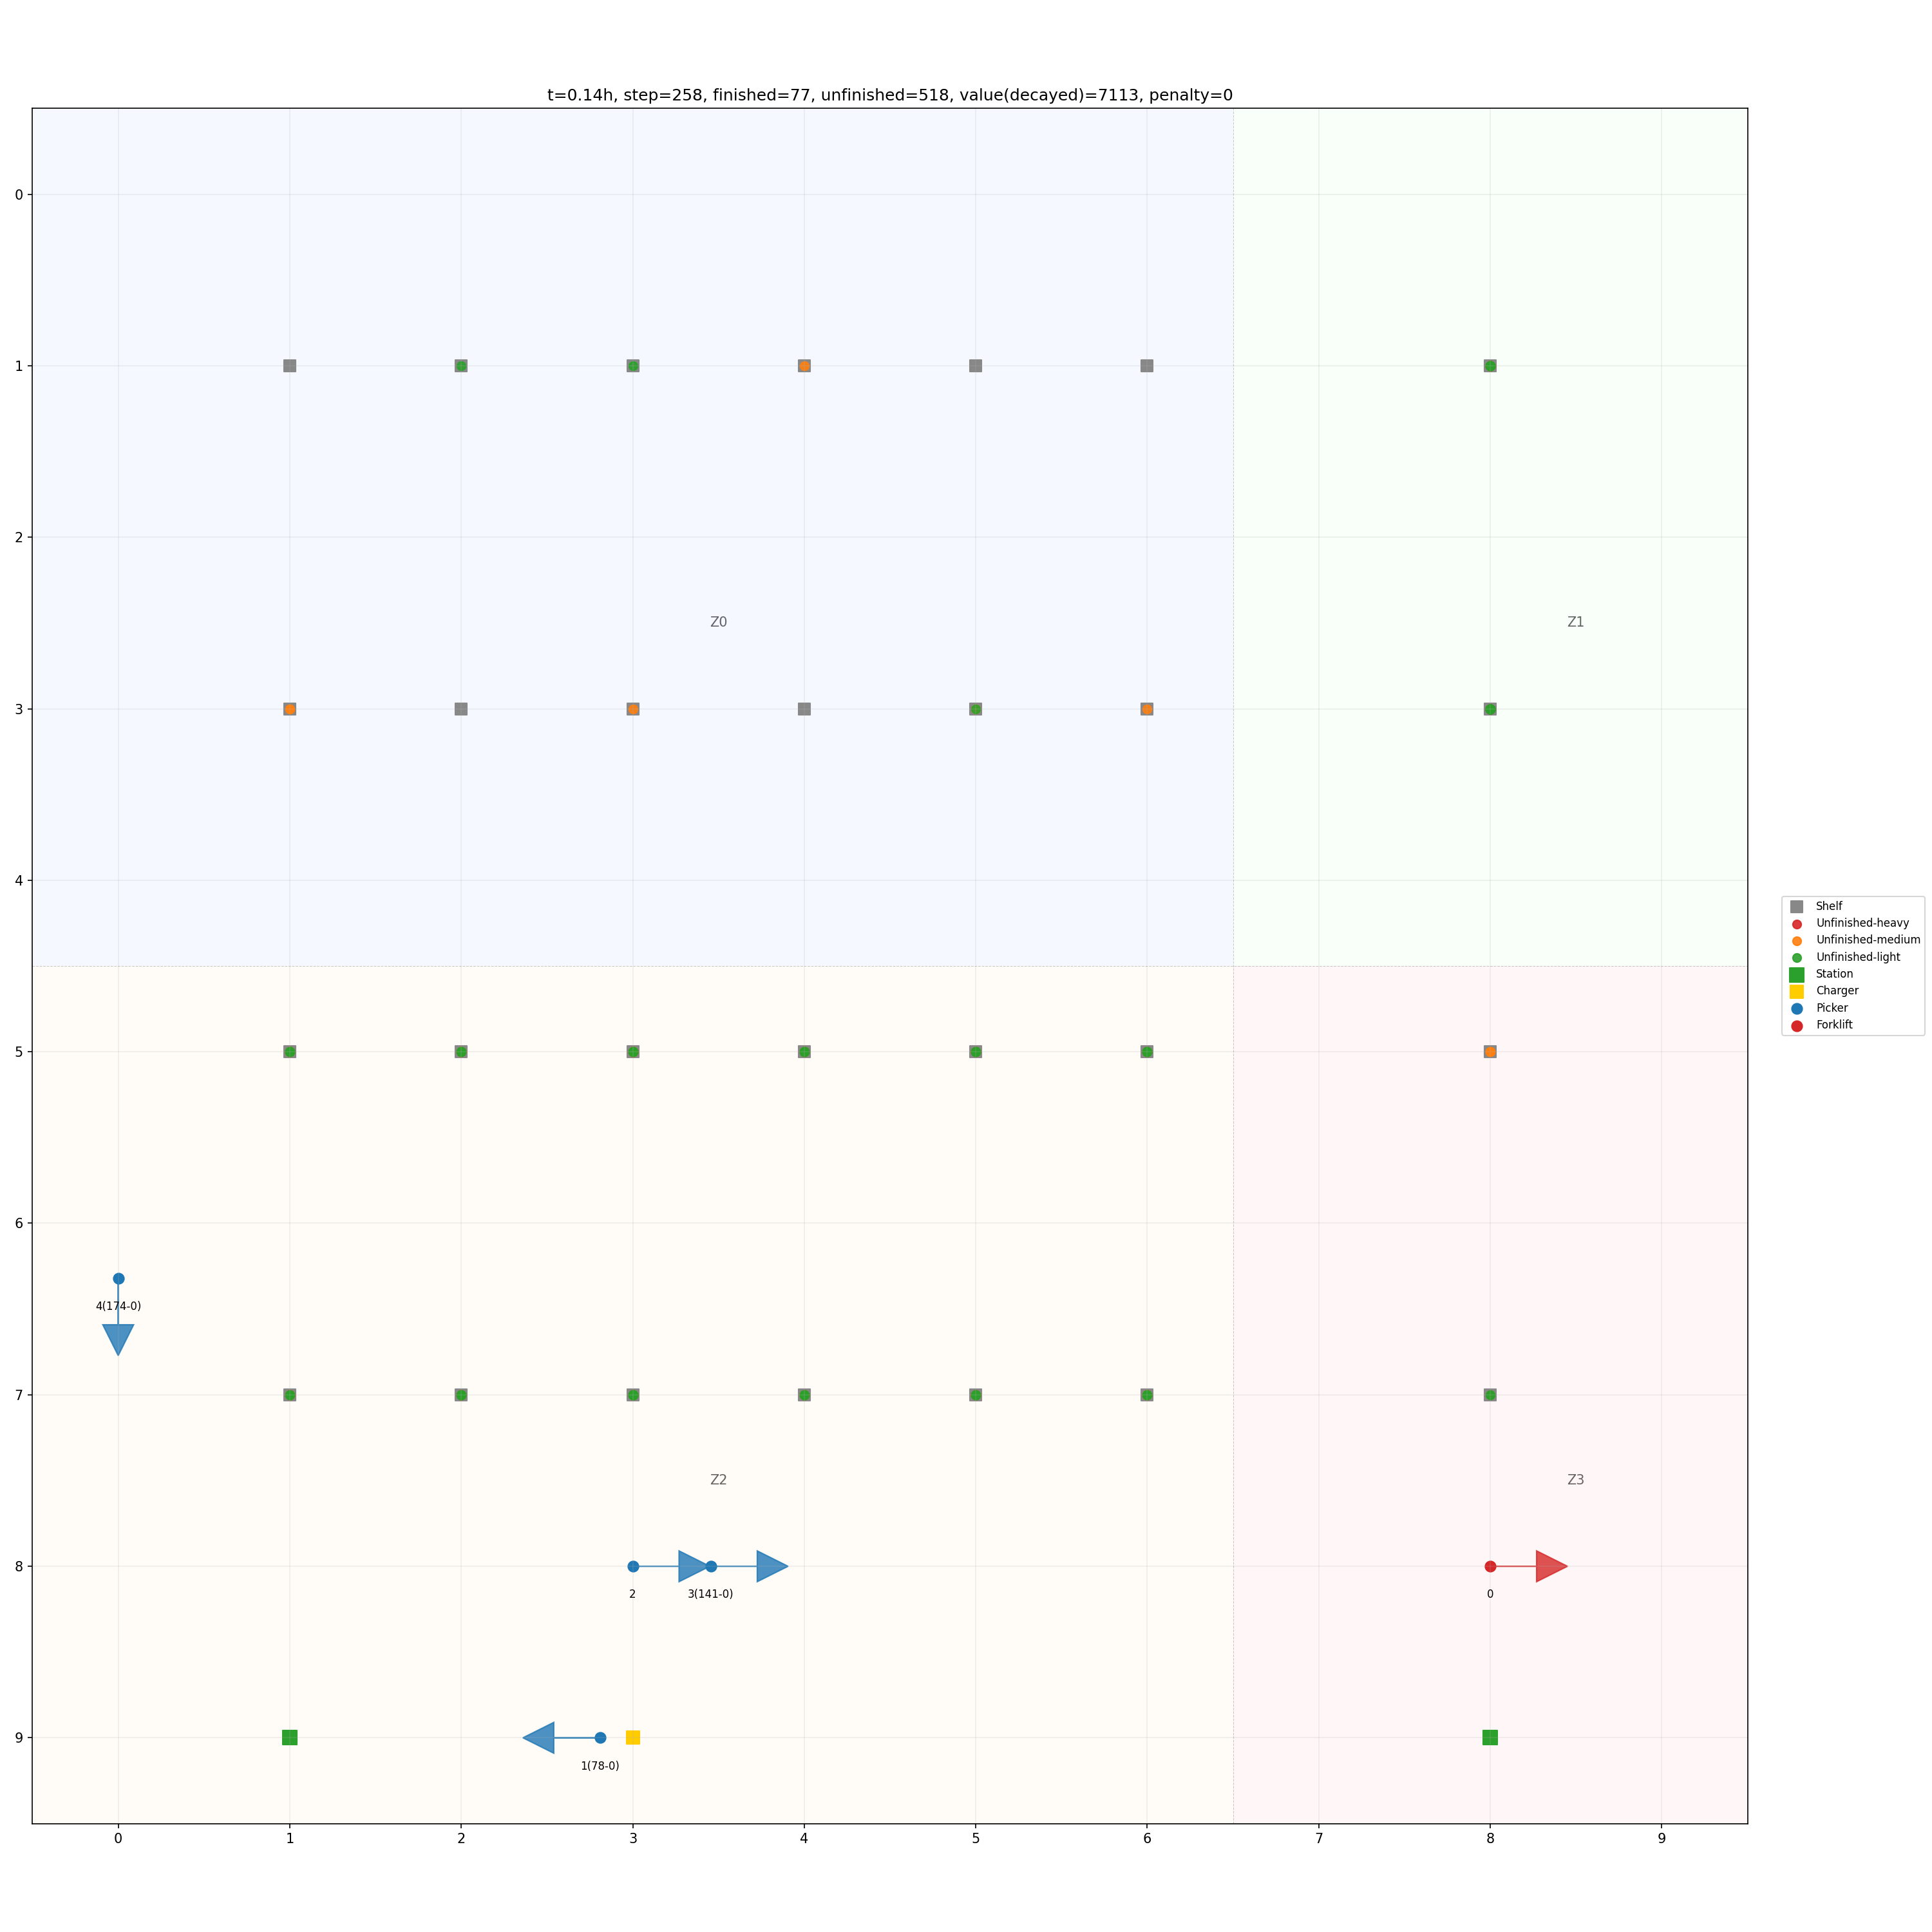 t=0.14h, step=258, finished=77, unfinished=518, value(decayed)=7113, penalty=0
0
1
2
Z0
Z1
3
4
Shelf
Unfinished-heavy
Unfinished-medium
Unfinished-light
Station
Charger
Picker
Forklift
5
6
4(174-0)
7
Z2
Z3
8
2
3(141-0)
0
9
1(78-0)
0 1 2 3 4 5 6 7 8 9